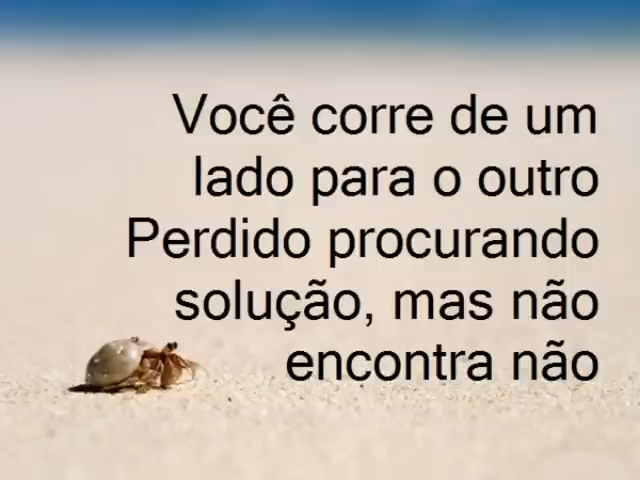 Você corre de um
lado para o outro
Perdido procurando
solução, mas não
encontra não